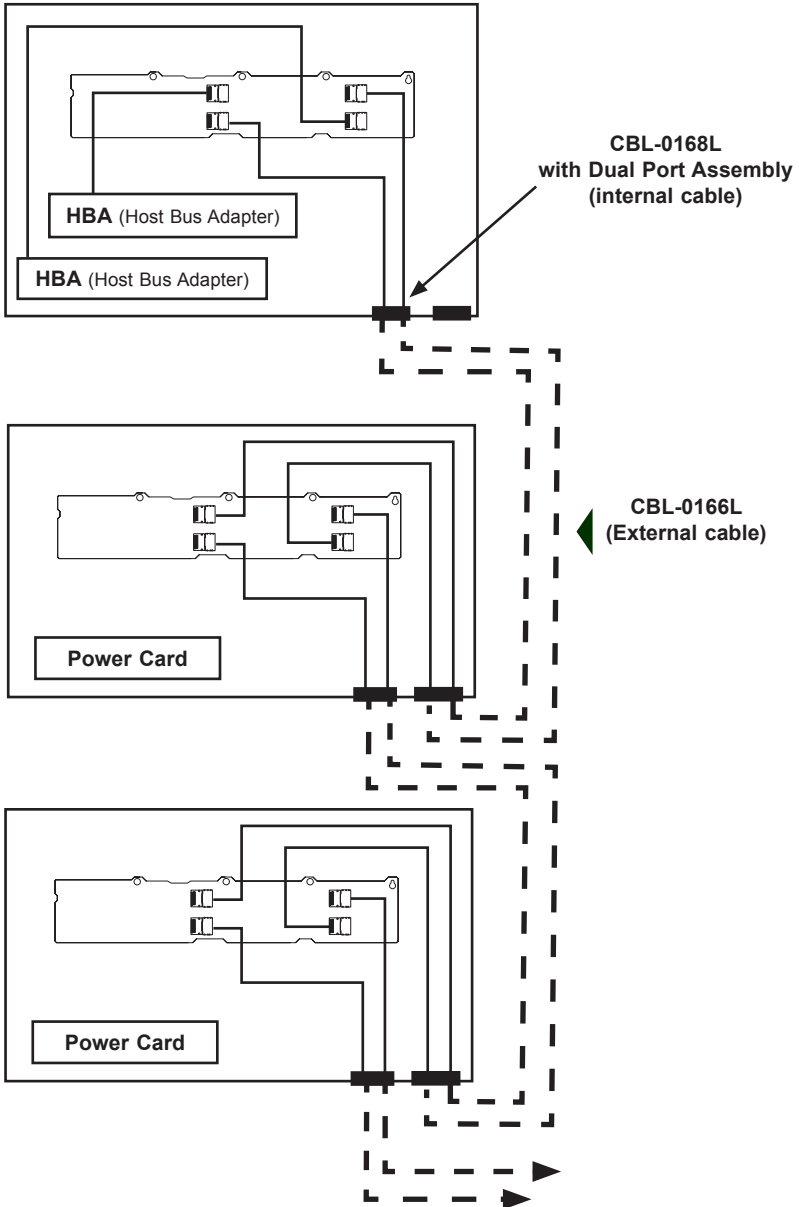 CBL-0168L
with Dual Port Assembly
(internal cable)
HBA (Host Bus Adapter)
HBA (Host Bus Adapter)
CBL-0166L
(External cable)
Power Card
Power Card